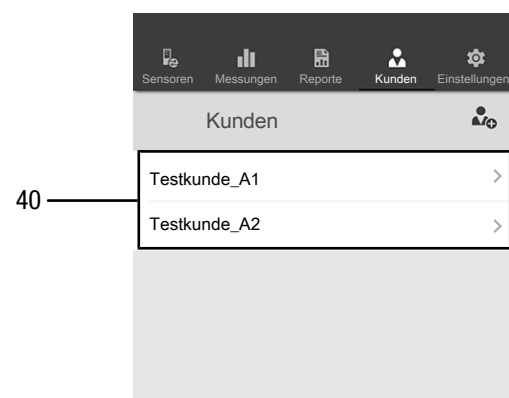 Sensoren Messungen Reporte Kunden Einstellungen
Kunden
Testkunde_A1
40
Testkunde_A2